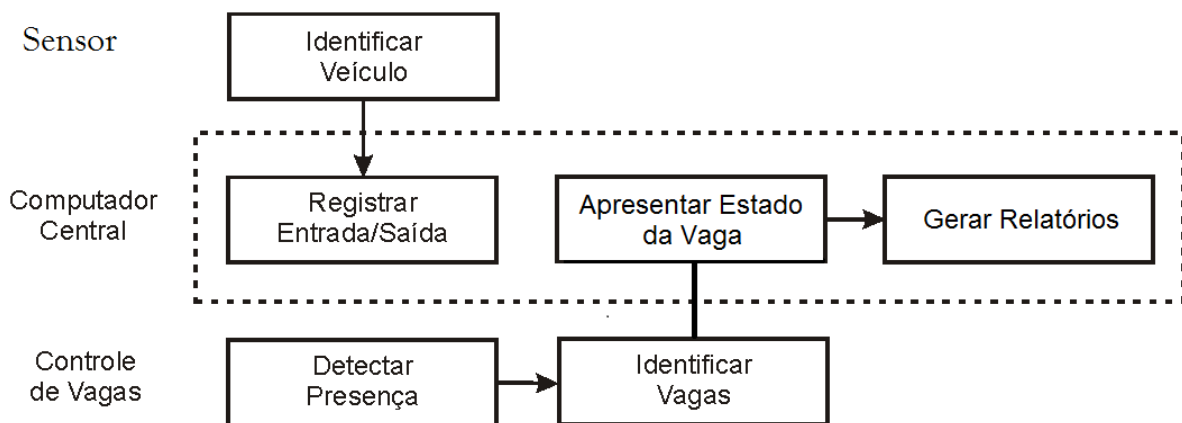 Sensor
Identificar
Veículo
Computador
Central
Registrar
Entrada/Saída
Apresentar Estado
da Vaga
Gerar Relatórios
Controle
de Vagas
Detectar
Presença
Identificar
Vagas